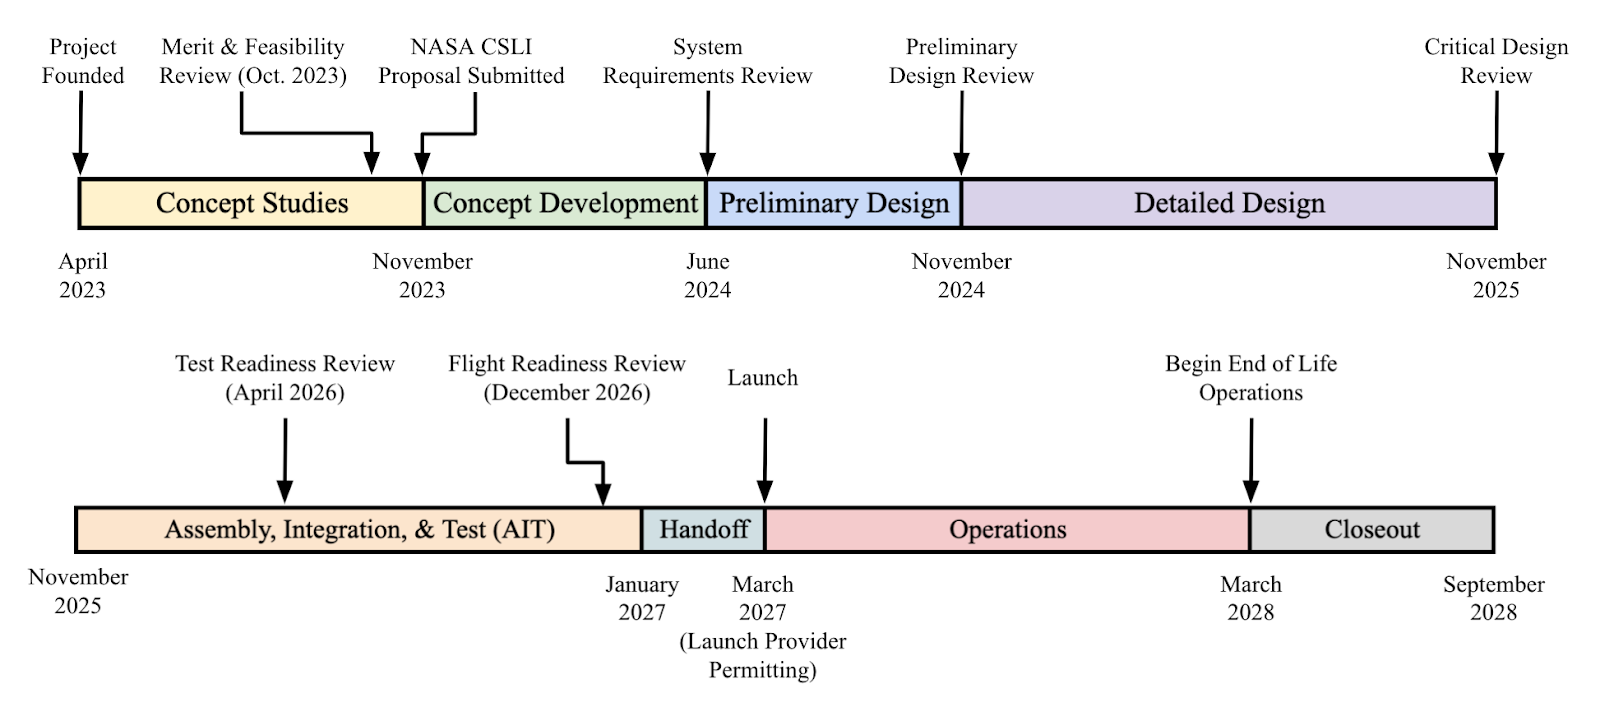 Project
Founded
Merit & Feasibility
Review (Oct. 2023)
NASA CSLI
Proposal Submitted
System
Requirements Review
Preliminary
Design Review
Critical Design
Review
Concept Studies
Concept Development
Preliminary Design
Detailed Design
April
2023
November
2023
June
2024
November
2024
November
2025
Test Readiness Review
(April 2026)
Flight Readiness Review
(December 2026)
Launch
Begin End of Life
Operations
Assembly, Integration, & Test (AIT)
Handoff
Operations
Closeout
November
2025
January
2027
March
2027
(Launch Provider
Permitting)
March
2028
September
2028